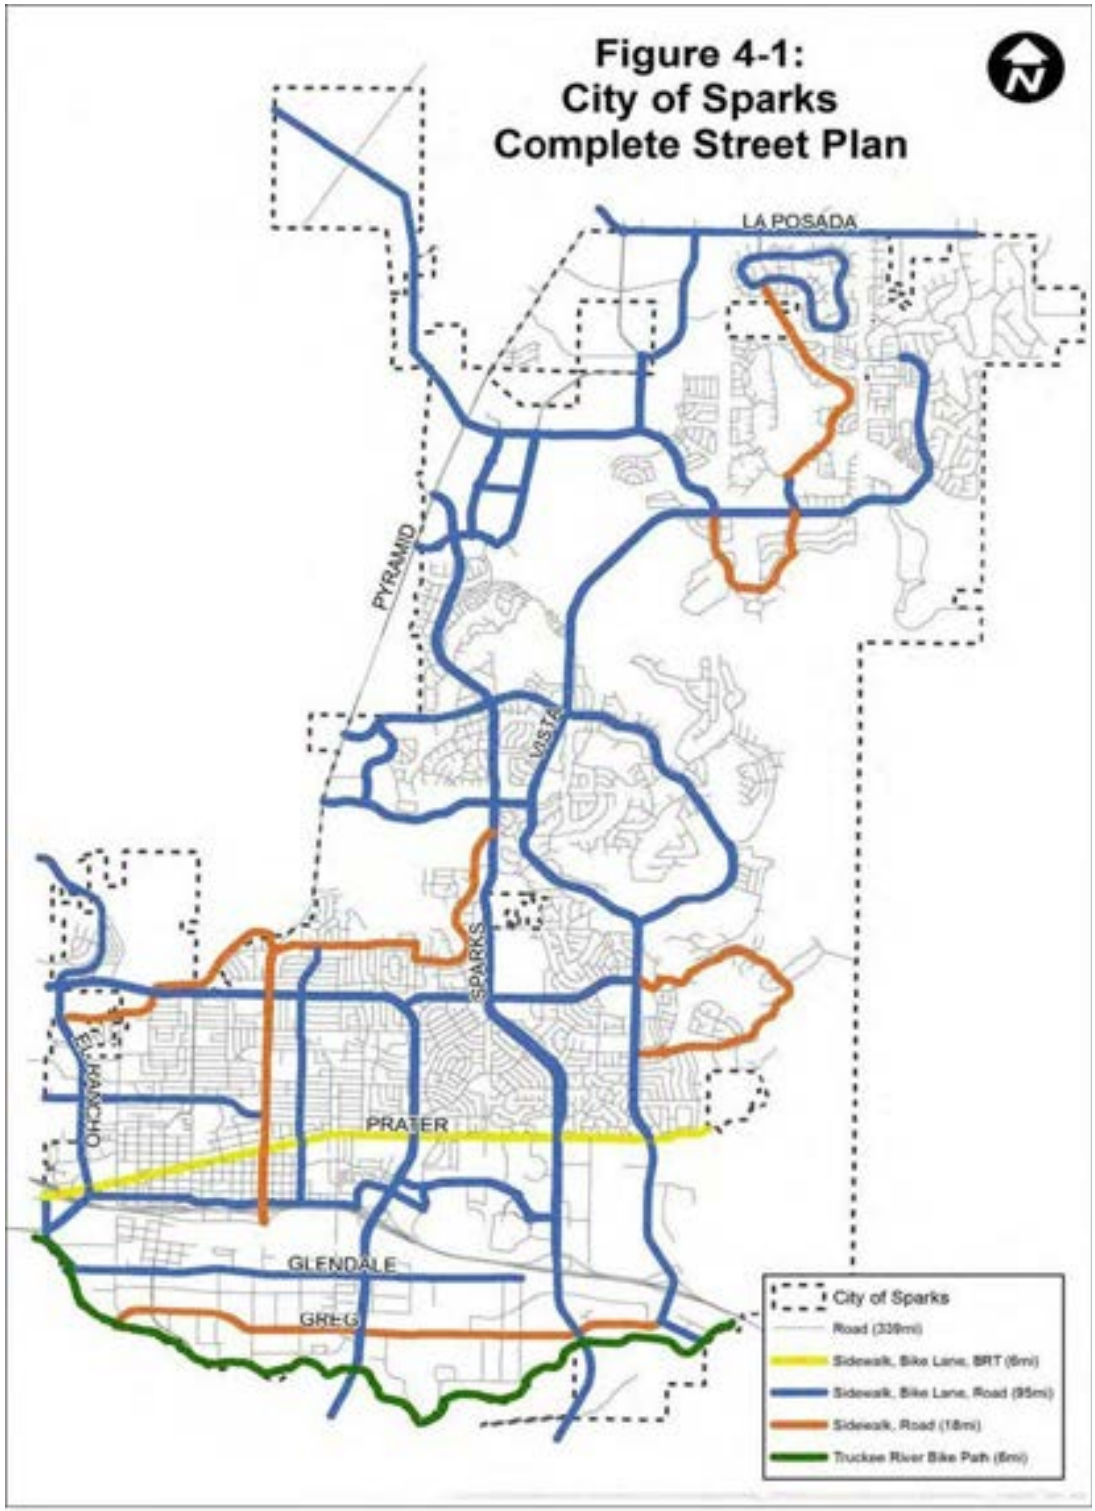 Figure 4-1:
City of Sparks
Complete Street Plan
N
LA POSADA
PYRAMID
VISTA
SPARKS
EL RANCHO
PRATER
GLENDALE
GREG
City of Sparks
Road (339mi)
Sidewalk, Bike Lane, BRT (6mi)
Sidewalk, Bike Lane, Road (95mi)
Sidewalk, Road (18mi)
Truckee River Bike Path (6mi)